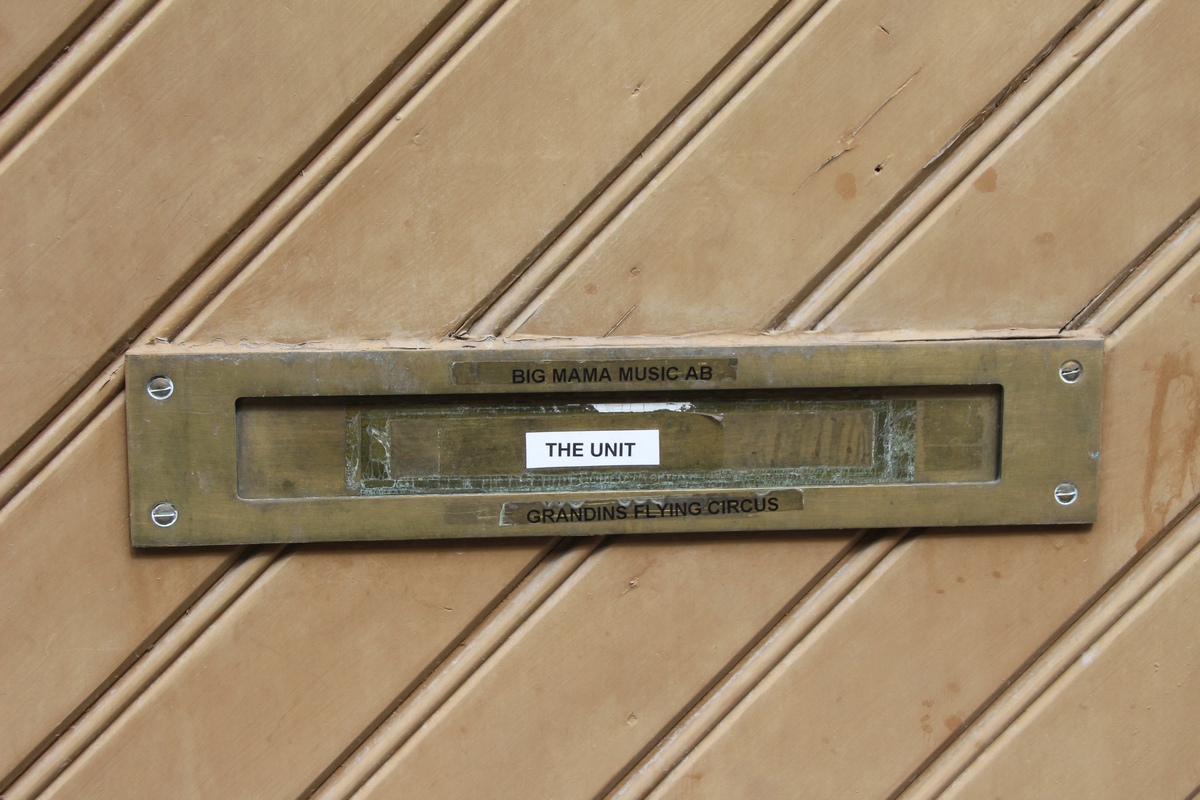 BIG MAMA MUSIC AB
THE UNIT
GRANDINS FLYING CIRCUS